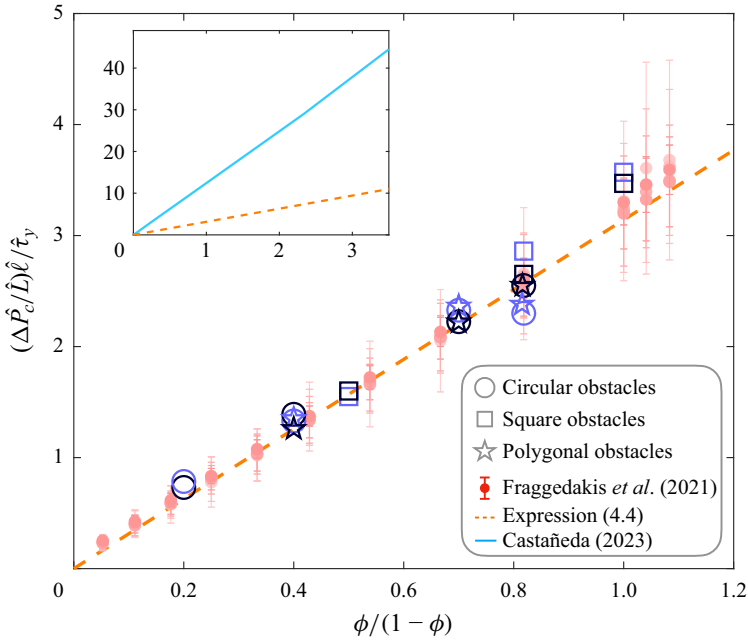 5
4
3
2
1
0
0.2
0.4
0.6
0.8
1.0
1.2
(ΔP̂_c/L̂)ℓ̂/τ̂_y
ϕ/(1 − ϕ)
40
30
20
10
0
1
2
3
Circular obstacles
Square obstacles
Polygonal obstacles
Fraggedakis et al. (2021)
Expression (4.4)
Castañeda (2023)